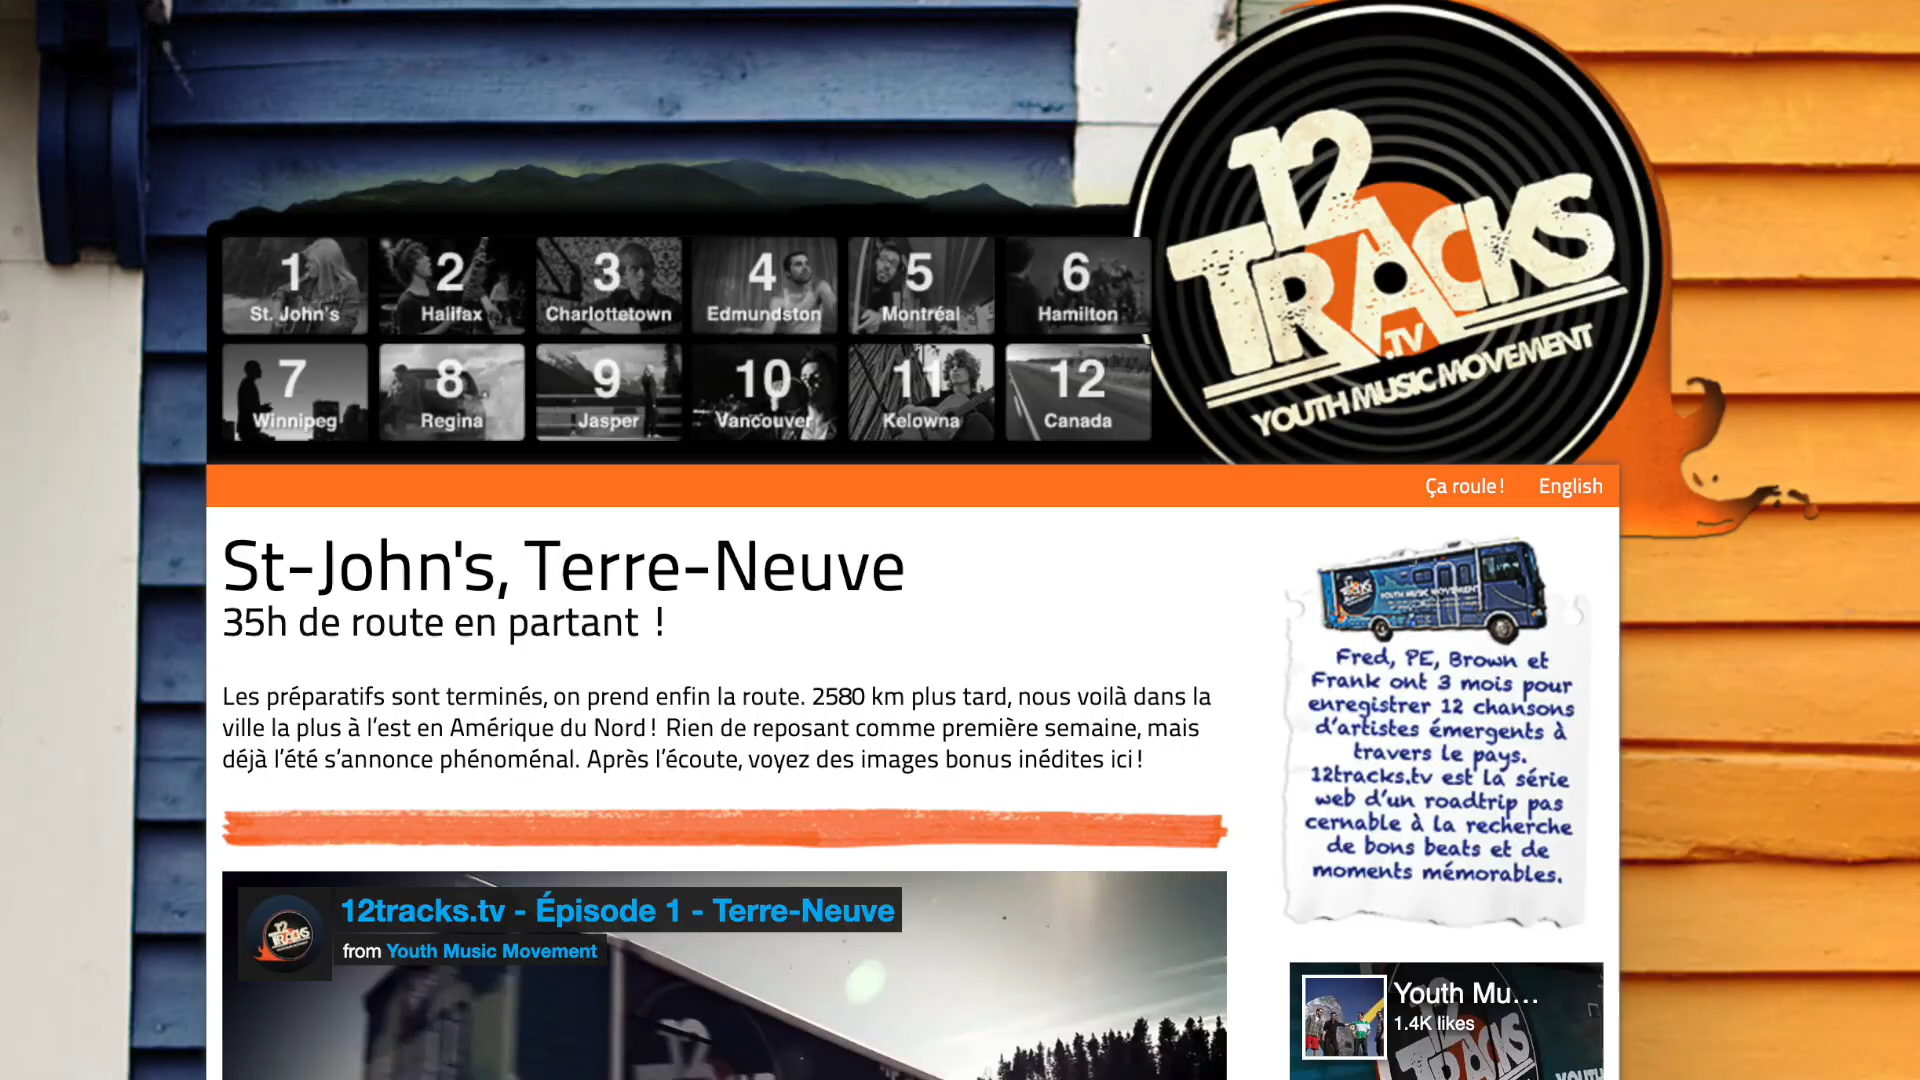 12
TRACKS
.TV
YOUTH MUSIC MOVEMENT
1
St. John's
2
Halifax
3
Charlottetown
4
Edmundston
5
Montréal
6
Hamilton
7
Winnipeg
8
Regina
9
Jasper
10
Vancouver
11
Kelowna
12
Canada
Ça roule !
English
St-John's, Terre-Neuve
35h de route en partant !
Les préparatifs sont terminés, on prend enfin la route. 2580 km plus tard, nous voilà dans la
ville la plus à l’est en Amérique du Nord ! Rien de reposant comme première semaine, mais
déjà l’été s’annonce phénoménal. Après l’écoute, voyez des images bonus inédites ici !
YOUTH MUSIC MOVEMENT
Fred, PE, Brown et
Frank ont 3 mois pour
enregistrer 12 chansons
d’artistes émergents à
travers le pays.
12tracks.tv est la série
web d’un roadtrip pas
cernable à la recherche
de bons beats et de
moments mémorables.
12
TRACKS
12tracks.tv - Épisode 1 - Terre-Neuve
from Youth Music Movement
Youth Mu...
1.4K likes
12
TRACKS